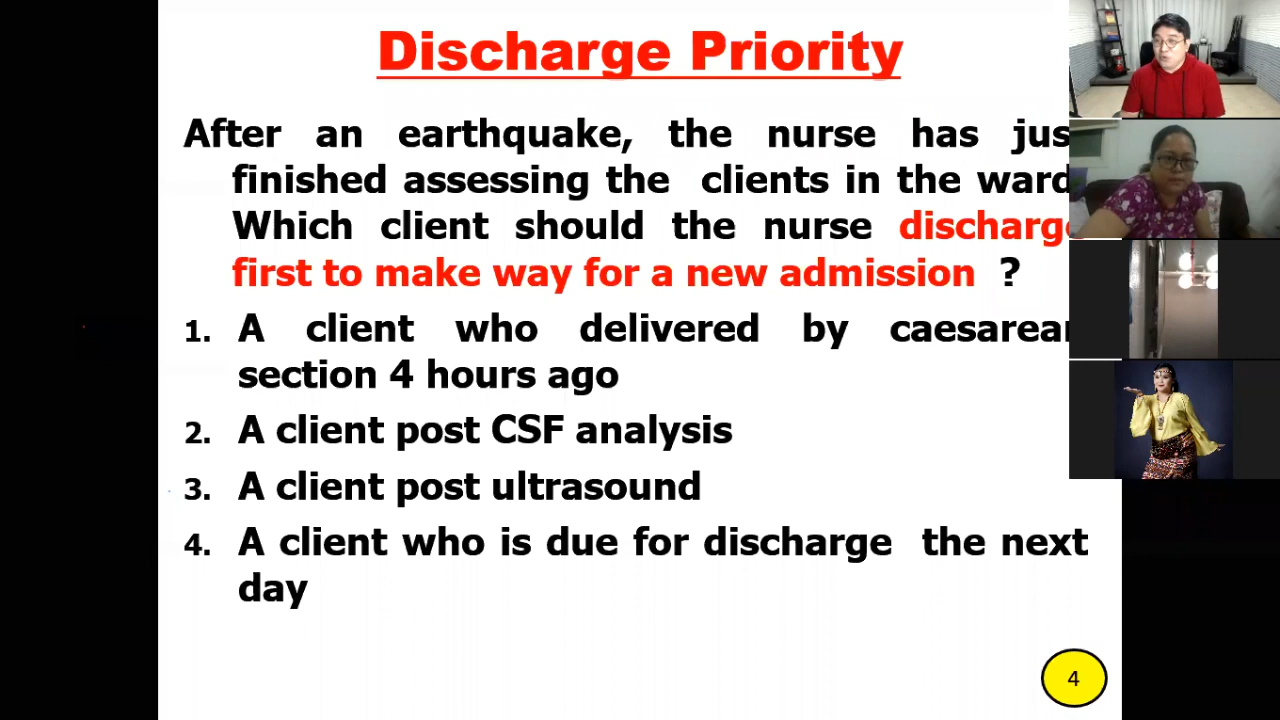 Discharge Priority
After an earthquake, the nurse has jus
finished assessing the clients in the ward
Which client should the nurse discharge
first to make way for a new admission ?
1. A client who delivered by caesarean
section 4 hours ago
2. A client post CSF analysis
3. A client post ultrasound
4. A client who is due for discharge the next
day
4